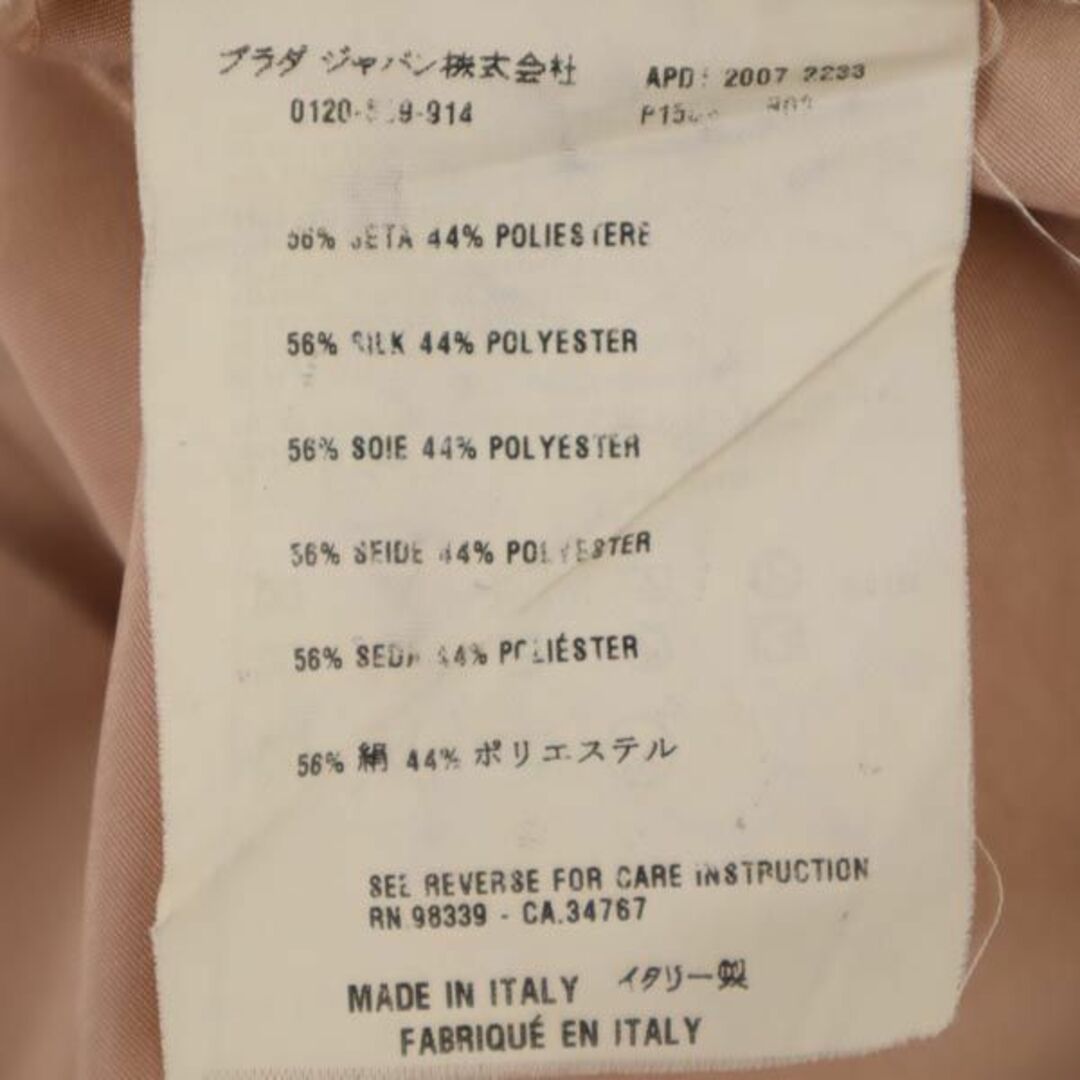 プラダ ジャパン株式会社
APD: 2007 2233
56% SETA 44% POLIESTERE
56% SILK 44% POLYESTER
56% SOIE 44% POLYESTER
56% SEIDE 44% POLYESTER
56% SEDA 44% POLIÉSTER
56% 絹 44% ポリエステル
SEE REVERSE FOR CARE INSTRUCTION
RN 98339 - CA.34767
MADE IN ITALY イタリー製
FABRIQUÉ EN ITALY